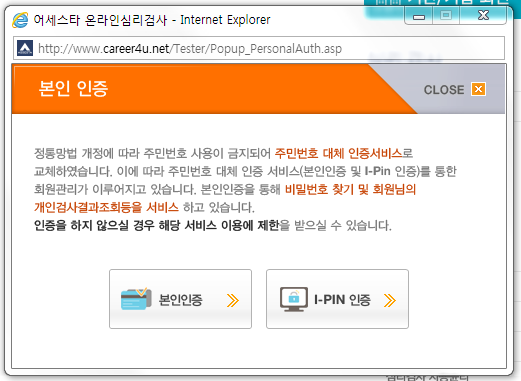 어세스타 온라인심리검사 - Internet Explorer
http://www.career4u.net/Tester/Popup_PersonalAuth.asp
본인 인증
CLOSE
정통망법 개정에 따라 주민번호 사용이 금지되어 주민번호 대체 인증서비스로
교체하였습니다. 이에 따라 주민번호 대체 인증 서비스(본인인증 및 I-Pin 인증)를 통한
회원관리가 이루어지고 있습니다. 본인인증을 통해 비밀번호 찾기 및 회원님의
개인검사결과조회등을 서비스 하고 있습니다.
인증을 하지 않으실 경우 해당 서비스 이용에 제한을 받으실 수 있습니다.
본인인증
I-PIN 인증